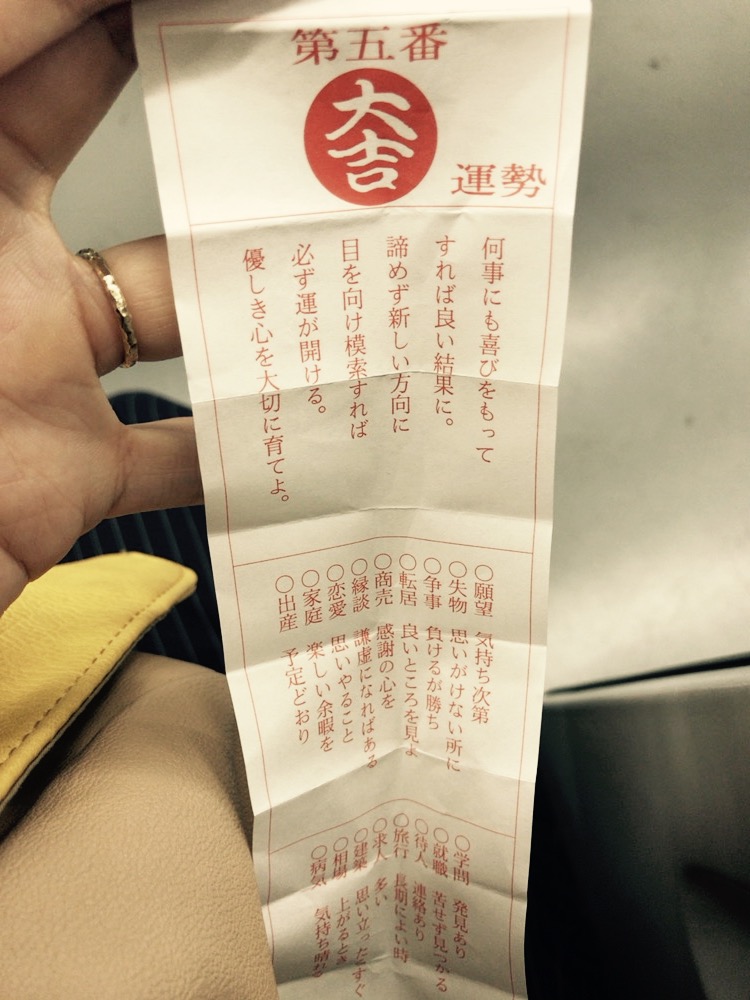 第五番
大吉
運勢
何事にも喜びをもって
すれば良い結果に。
諦めず新しい方向に
目を向け模索すれば
必ず運が開ける。
優しき心を大切に育てよ。
○願望 気持ち次第
○失物 思いがけない所に
○争事 負けるが勝ち
○転居 良いところを見よ
○商売 感謝の心を
○縁談 謙虚になればある
○恋愛 思いやること
○家庭 楽しい余暇を
○出産 予定どおり
○学問 発見あり
○就職 苦せず見つかる
○待人 連絡あり
○旅行 長期によい時
○求人 多い
○建築 思い立ったすぐ
○相場 上がるとき
○病気 気持ち晴れる